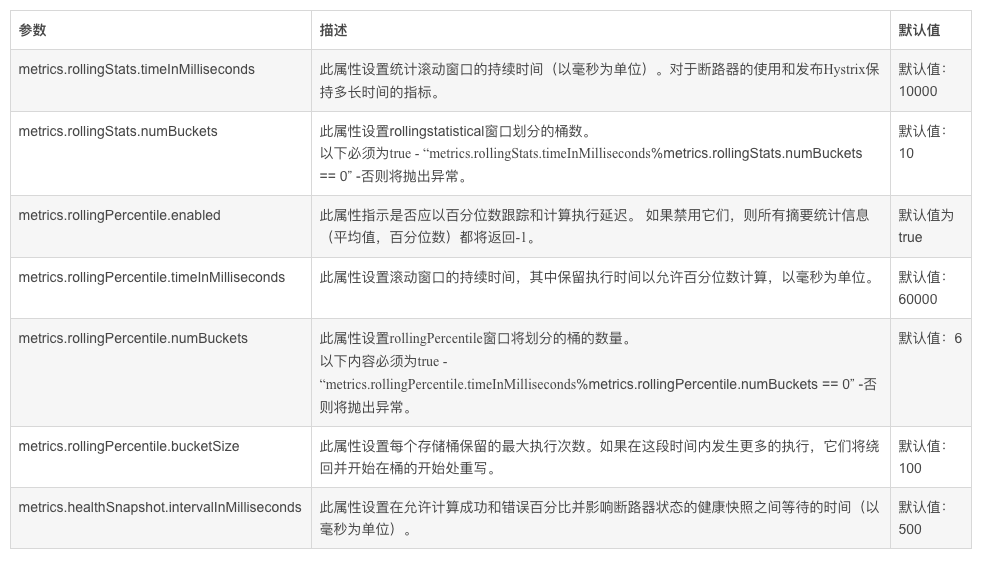 参数 描述 默认值
metrics.rollingStats.timeInMilliseconds 此属性设置统计滚动窗口的持续时间（以毫秒为单位）。对于断路器的使用和发布Hystrix保 默认值：
持多长时间的指标。 10000
metrics.rollingStats.numBuckets 此属性设置rollingstatistical窗口划分的桶数。 默认值：
以下必须为true - “metrics.rollingStats.timeInMilliseconds%metrics.rollingStats.numBuckets 10
== 0” -否则将抛出异常。
metrics.rollingPercentile.enabled 此属性指示是否应以百分位数跟踪和计算执行延迟。 如果禁用它们，则所有摘要统计信息 默认值为
（平均值，百分位数）都将返回-1。 true
metrics.rollingPercentile.timeInMilliseconds 此属性设置滚动窗口的持续时间，其中保留执行时间以允许百分位数计算，以毫秒为单位。 默认值：
60000
metrics.rollingPercentile.numBuckets 此属性设置rollingPercentile窗口将划分的桶的数量。 默认值：6
以下内容必须为true -
“metrics.rollingPercentile.timeInMilliseconds%metrics.rollingPercentile.numBuckets == 0” -否
则将抛出异常。
metrics.rollingPercentile.bucketSize 此属性设置每个存储桶保留的最大执行次数。如果在这段时间内发生更多的执行，它们将绕 默认值：
回并开始在桶的开始处重写。 100
metrics.healthSnapshot.intervalInMilliseconds 此属性设置在允许计算成功和错误百分比并影响断路器状态的健康快照之间等待的时间（以 默认值：
毫秒为单位）。 500